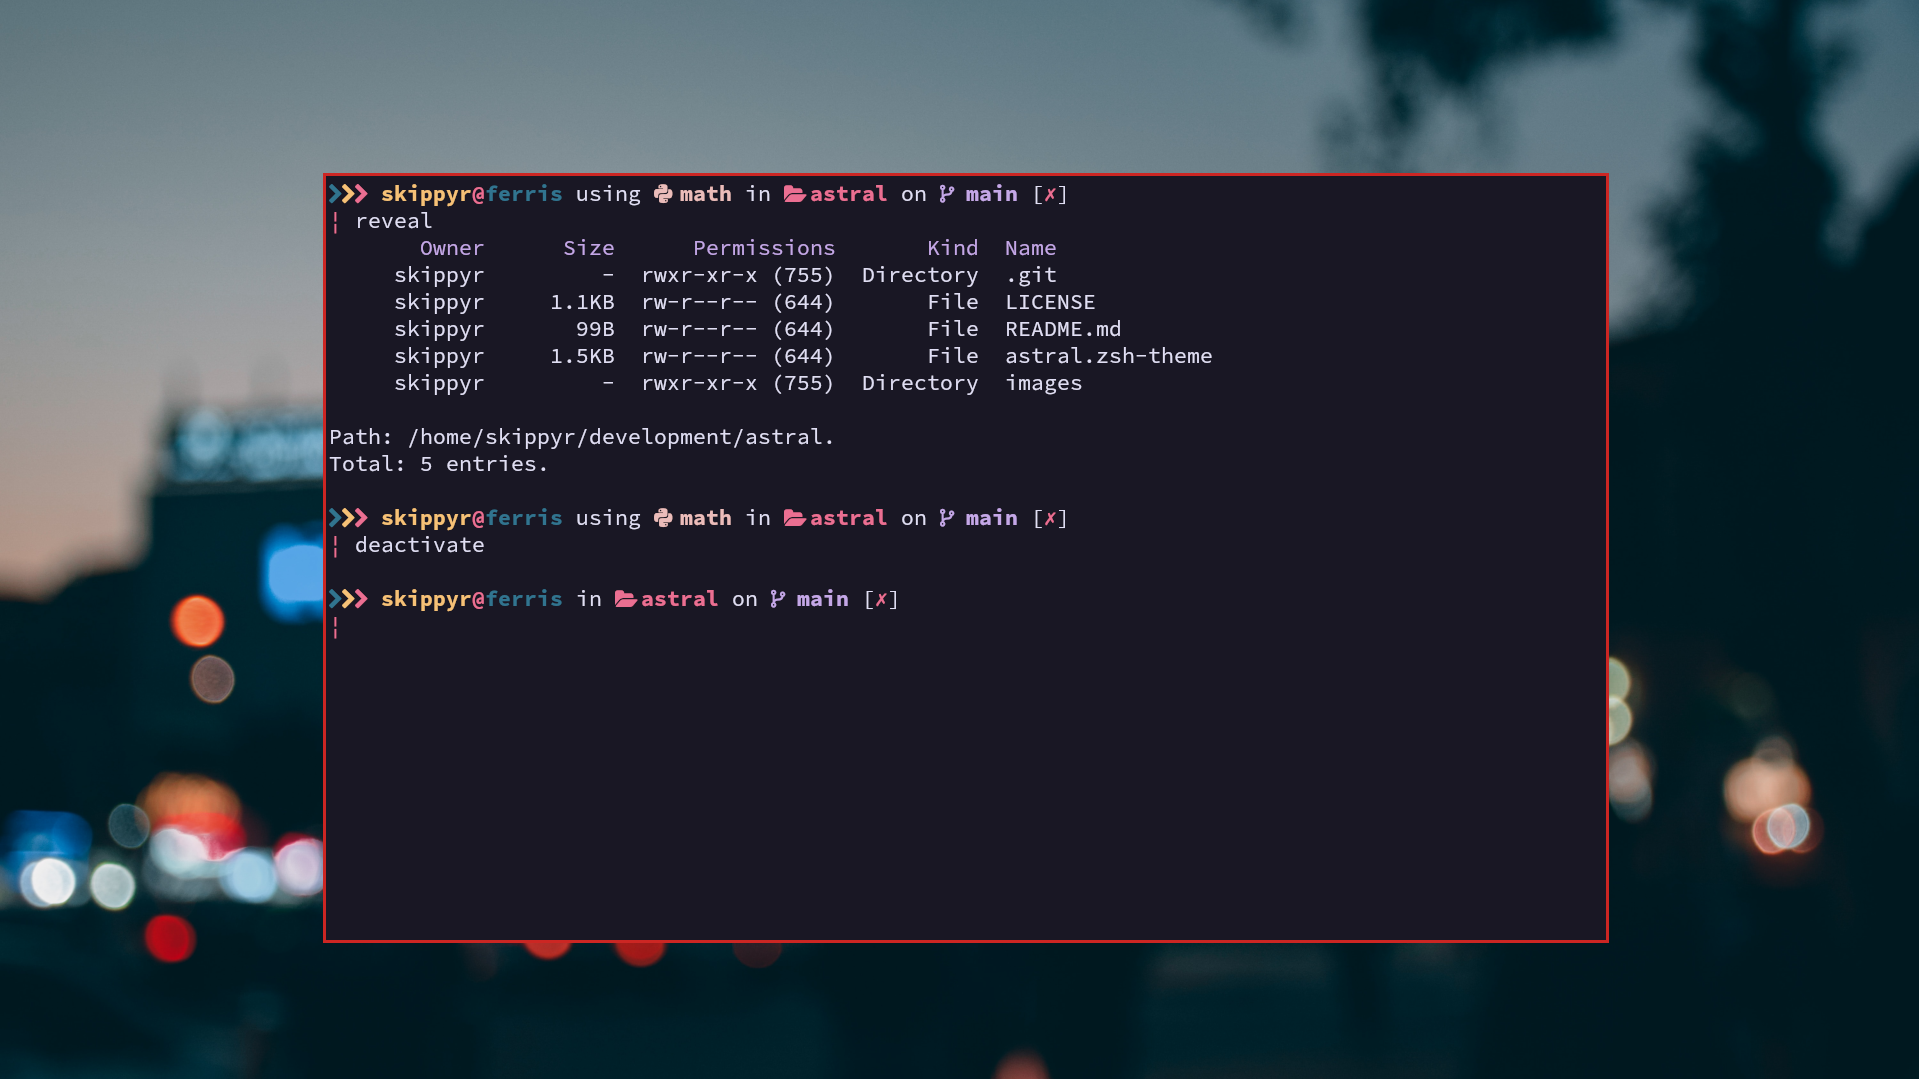 skippyr@ferris using math in astral on main [✗]
¦ reveal
Owner Size Permissions Kind Name
skippyr - rwxr-xr-x (755) Directory .git
skippyr 1.1KB rw-r--r-- (644) File LICENSE
skippyr 99B rw-r--r-- (644) File README.md
skippyr 1.5KB rw-r--r-- (644) File astral.zsh-theme
skippyr - rwxr-xr-x (755) Directory images
Path: /home/skippyr/development/astral.
Total: 5 entries.
skippyr@ferris using math in astral on main [✗]
¦ deactivate
skippyr@ferris in astral on main [✗]
¦